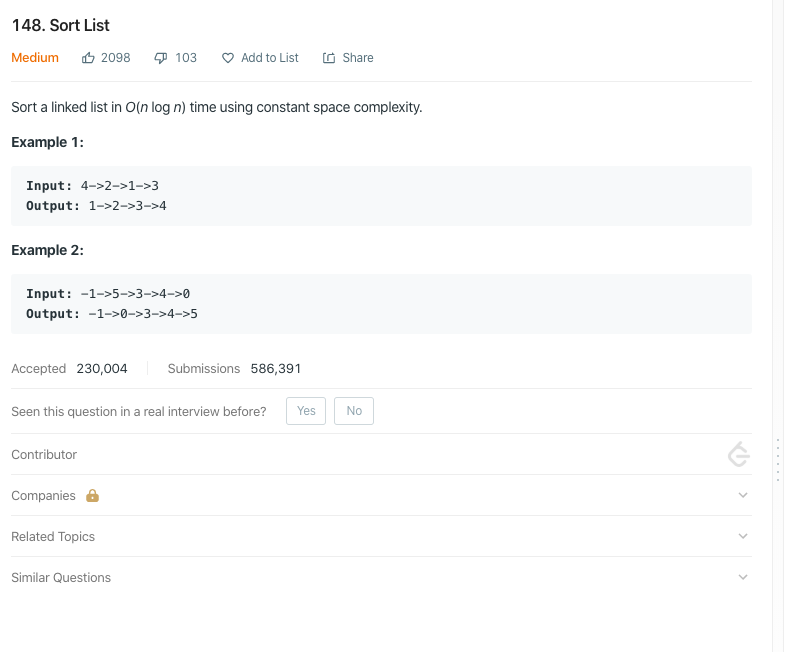 148. Sort List
Medium 2098 103 Add to List Share
Sort a linked list in O(n log n) time using constant space complexity.
Example 1:
Input: 4->2->1->3
Output: 1->2->3->4
Example 2:
Input: -1->5->3->4->0
Output: -1->0->3->4->5
Accepted 230,004 Submissions 586,391
Seen this question in a real interview before? Yes No
Contributor
Companies
Related Topics
Similar Questions